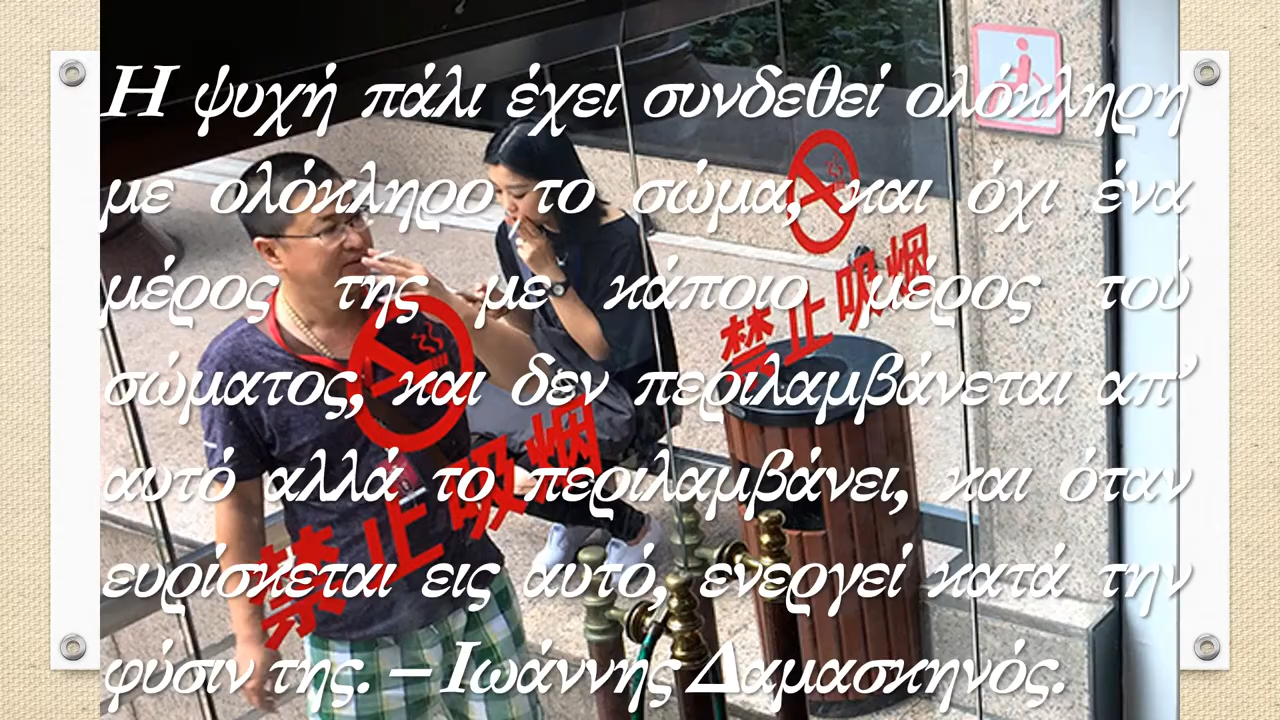 Η ψυχή πάλι έχει συνδεθεί ολόκληρη
με ολόκληρο το σώμα, και όχι ένα
μέρος της με κάποιο μέρος τού
σώματος, και δεν περιλαμβάνεται απ’
αυτό αλλά το περιλαμβάνει, και όταν
ευρίσκεται εις αυτό, ενεργεί κατά την
φύσιν της. – Ιωάννης Δαμασκηνός.
禁止吸烟
禁止吸烟